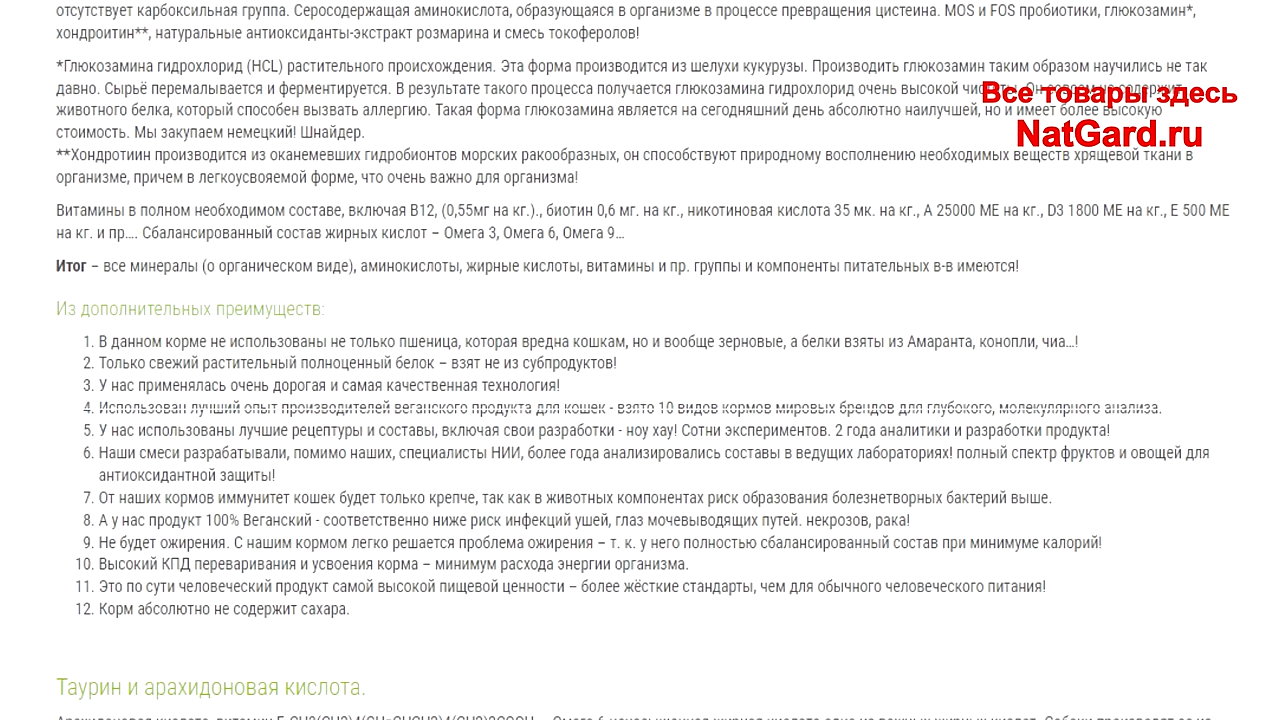 отсутствует карбоксильная группа. Серосодержащая аминокислота, образующаяся в организме в процессе превращения цистеина. MOS и FOS пробиотики, глюкозамин*,
хондроитин**, натуральные антиоксиданты-экстракт розмарина и смесь токоферолов!
*Глюкозамина гидрохлорид (HCL) растительного происхождения. Эта форма производится из шелухи кукурузы. Производить глюкозамин таким образом научились не так
давно. Сырьё перемалывается и ферментируется. В результате такого процесса получается глюкозамина гидрохлорид очень высокой
Все товары здесь
животного белка, который способен вызвать аллергию. Такая форма глюкозамина является на сегодняшний день абсолютно наилучшей, но и имеет более высокую
стоимость. Мы закупаем немецкий! Шнайдер.
NatGard.ru
**Хондротиин производится из окаменевших гидробионтов морских ракообразных, он способствуют природному восполнению необходимых веществ хрящевой ткани в
организме, причем в легкоусвояемой форме, что очень важно для организма!
Витамины в полном необходимом составе, включая B12, (0,55мг на кг.)., биотин 0,6 мг. на кг., никотиновая кислота 35 мк. на кг., А 25000 МЕ на кг., D3 1800 МЕ на кг., Е 500 МЕ
на кг. и пр.... Сбалансированный состав жирных кислот – Омега 3, Омега 6, Омега 9...
Итог – все минералы (о органическом виде), аминокислоты, жирные кислоты, витамины и пр. группы и компоненты питательных в-в имеются!
Из дополнительных преимуществ:
1. В данном корме не использованы не только пшеница, которая вредна кошкам, но и вообще зерновые, а белки взяты из Амаранта, конопли, чиа...!
2. Только свежий растительный полноценный белок – взят не из субпродуктов!
3. У нас применялась очень дорогая и самая качественная технология!
4. Использован лучший опыт производителей веганского продукта для кошек - взято 10 видов кормов мировых брендов для глубокого, молекулярного анализа.
5. У нас использованы лучшие рецептуры и составы, включая свои разработки - ноу хау! Сотни экспериментов. 2 года аналитики и разработки продукта!
6. Наши смеси разрабатывали, помимо наших, специалисты НИИ, более года анализировались составы в ведущих лабораториях! полный спектр фруктов и овощей для
антиоксидантной защиты!
7. От наших кормов иммунитет кошек будет только крепче, так как в животных компонентах риск образования болезнетворных бактерий выше.
8. А у нас продукт 100% Веганский - соответственно ниже риск инфекций ушей, глаз мочевыводящих путей. некрозов, рака!
9. Не будет ожирения. С нашим кормом легко решается проблема ожирения – т. к. у него полностью сбалансированный состав при минимуме калорий!
10. Высокий КПД переваривания и усвоения корма – минимум расхода энергии организма.
11. Это по сути человеческий продукт самой высокой пищевой ценности – более жёсткие стандарты, чем для обычного человеческого питания!
12. Корм абсолютно не содержит сахара.
Таурин и арахидоновая кислота.